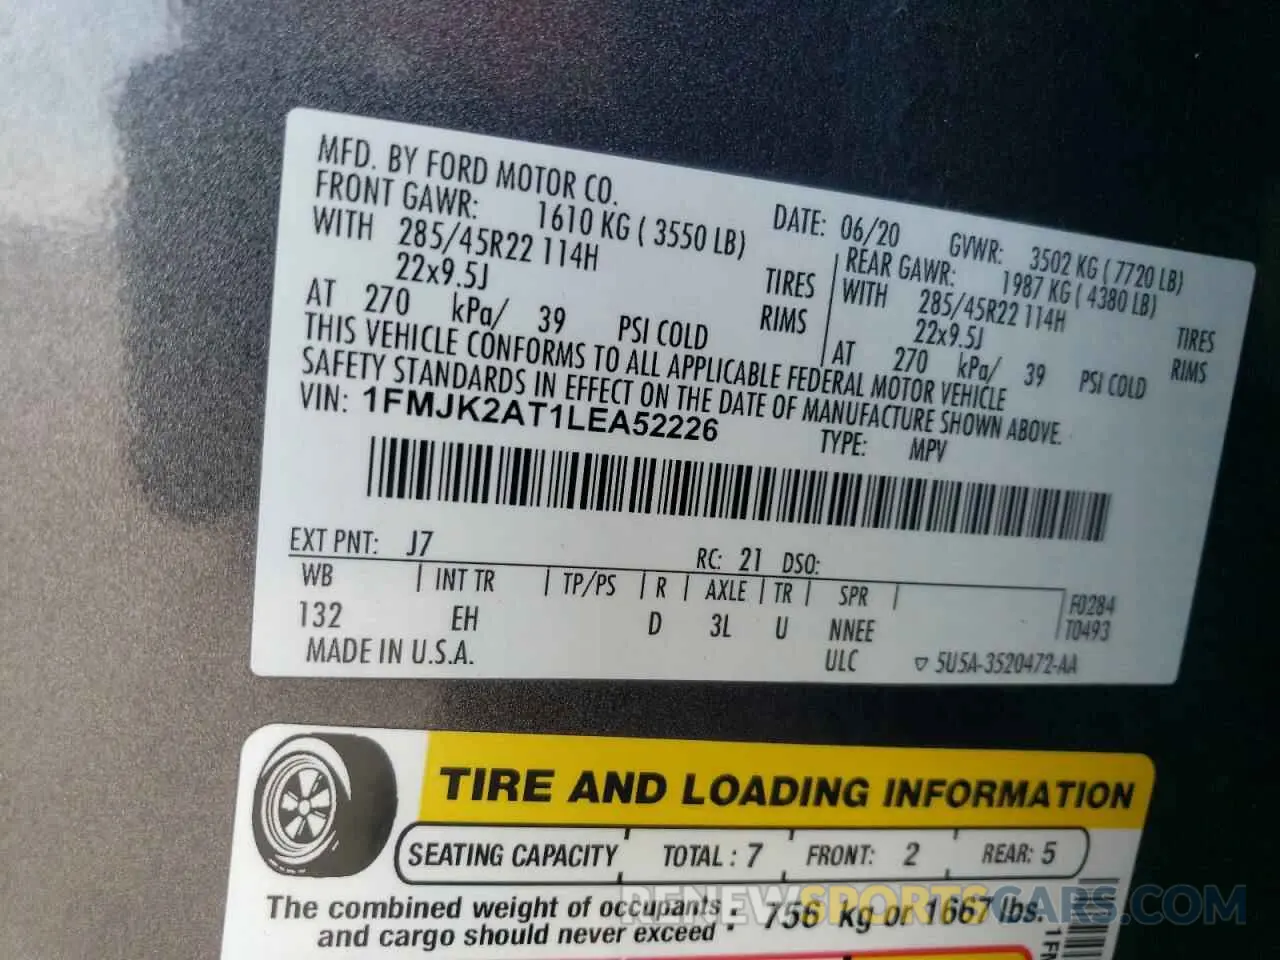 MFD. BY FORD MOTOR CO.
DATE: 06/20 GVWR: 3502 KG ( 7720 LB)
FRONT GAWR: 1610 KG ( 3550 LB)
WITH 285/45R22 114H TIRES
22x9.5J RIMS
AT 270 kPa/ 39 PSI COLD
REAR GAWR: 1987 KG ( 4380 LB)
WITH 285/45R22 114H TIRES
22x9.5J RIMS
AT 270 kPa/ 39 PSI COLD
THIS VEHICLE CONFORMS TO ALL APPLICABLE FEDERAL MOTOR VEHICLE
SAFETY STANDARDS IN EFFECT ON THE DATE OF MANUFACTURE SHOWN ABOVE.
VIN: 1FMJK2AT1LEA52226
TYPE: MPV
EXT PNT: J7 RC: 21 DSO:
WB INT TR TP/PS R AXLE TR SPR F0284
132 EH D 3L U NNEE T0493
MADE IN U.S.A. ULC 5U5A-3520472-AA
TIRE AND LOADING INFORMATION
SEATING CAPACITY TOTAL : 7 FRONT: 2 REAR: 5
The combined weight of occupants : 756 kg or 1667 lbs.
and cargo should never exceed
RENEWSPORTSCARS.COM